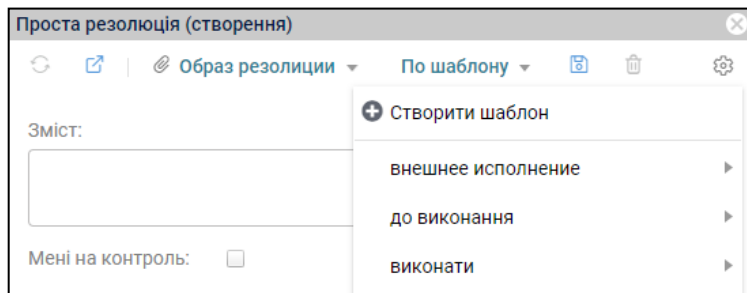 Проста резолюція (створення)
Образ резолиции По шаблону
Створити шаблон
Зміст:
внешнее исполнение
до виконання
Мені на контроль:
виконати